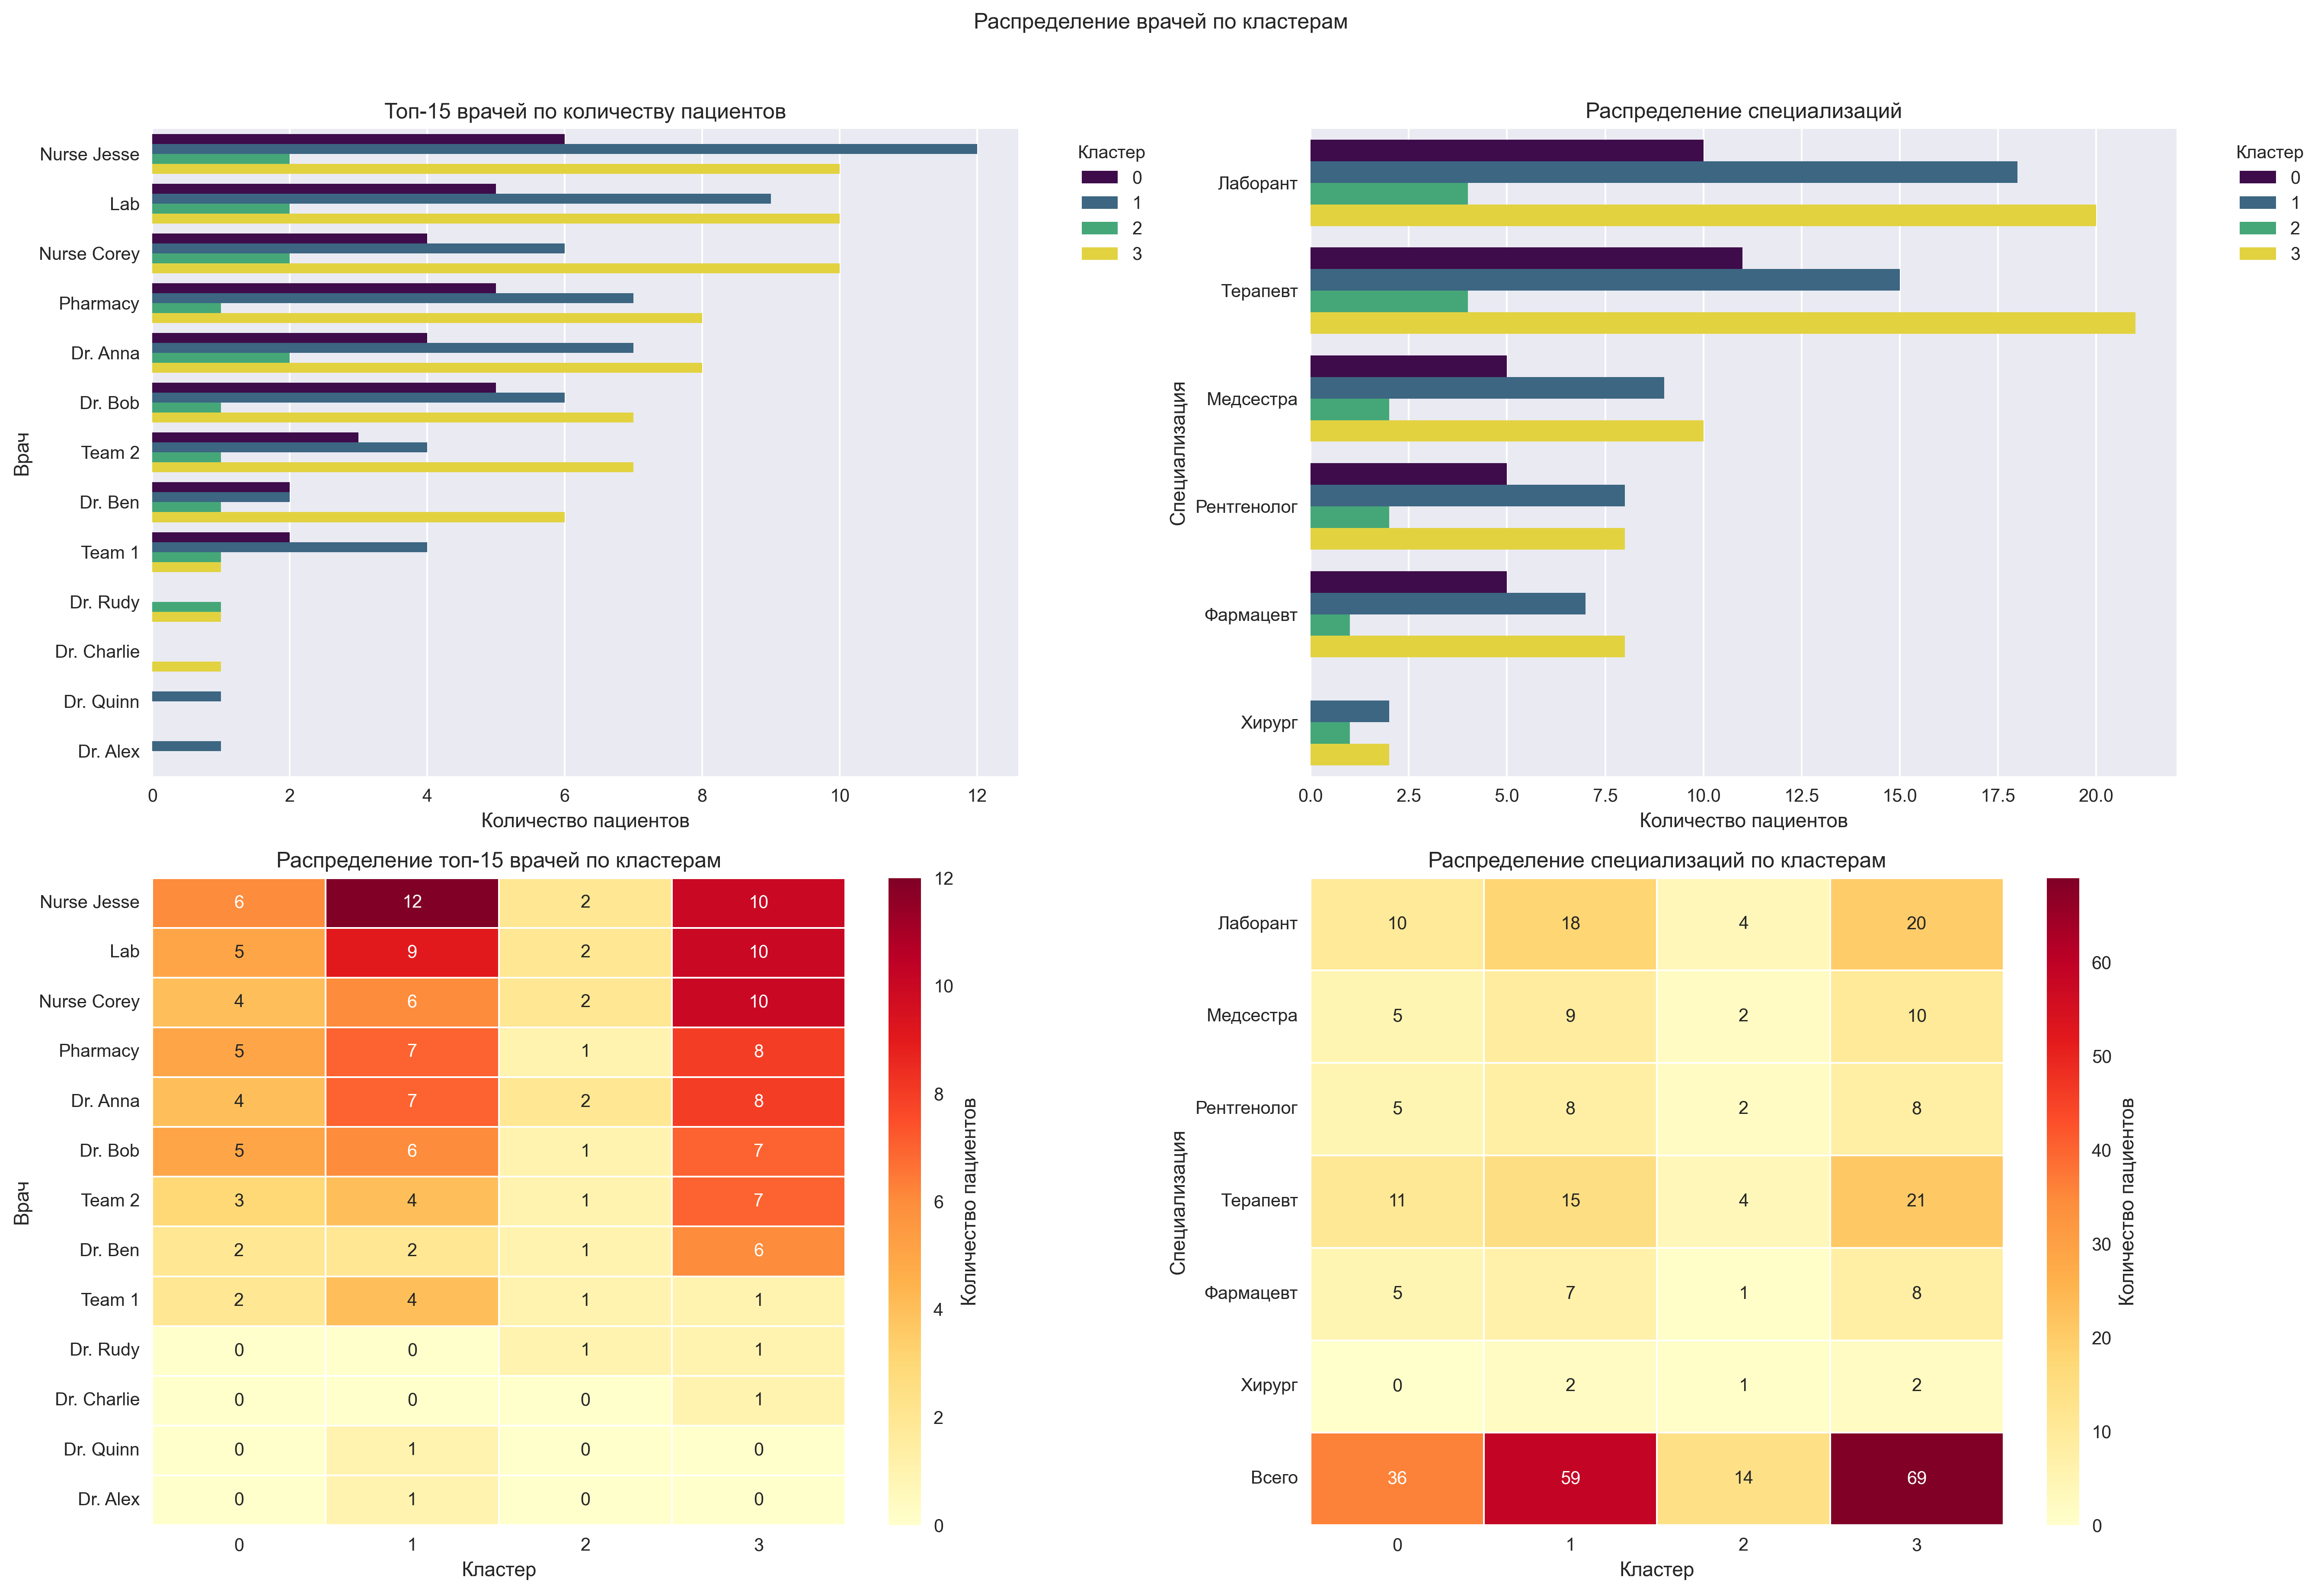 Распределение врачей по кластерам
Топ-15 врачей по количеству пациентов
Врач
Nurse Jesse
Lab
Nurse Corey
Pharmacy
Dr. Anna
Dr. Bob
Team 2
Dr. Ben
Team 1
Dr. Rudy
Dr. Charlie
Dr. Quinn
Dr. Alex
0 2 4 6 8 10 12
Количество пациентов
Кластер
0
1
2
3
Распределение специализаций
Специализация
Лаборант
Терапевт
Медсестра
Рентгенолог
Фармацевт
Хирург
0.0 2.5 5.0 7.5 10.0 12.5 15.0 17.5 20.0
Количество пациентов
Кластер
0
1
2
3
Распределение топ-15 врачей по кластерам
Врач
Nurse Jesse 6 12 2 10
Lab 5 9 2 10
Nurse Corey 4 6 2 10
Pharmacy 5 7 1 8
Dr. Anna 4 7 2 8
Dr. Bob 5 6 1 7
Team 2 3 4 1 7
Dr. Ben 2 2 1 6
Team 1 2 4 1 1
Dr. Rudy 0 0 1 1
Dr. Charlie 0 0 0 1
Dr. Quinn 0 1 0 0
Dr. Alex 0 1 0 0
0 1 2 3
Кластер
12
10
8
6
4
2
0
Количество пациентов
Распределение специализаций по кластерам
Специализация
Лаборант 10 18 4 20
Медсестра 5 9 2 10
Рентгенолог 5 8 2 8
Терапевт 11 15 4 21
Фармацевт 5 7 1 8
Хирург 0 2 1 2
Всего 36 59 14 69
0 1 2 3
Кластер
60
50
40
30
20
10
0
Количество пациентов